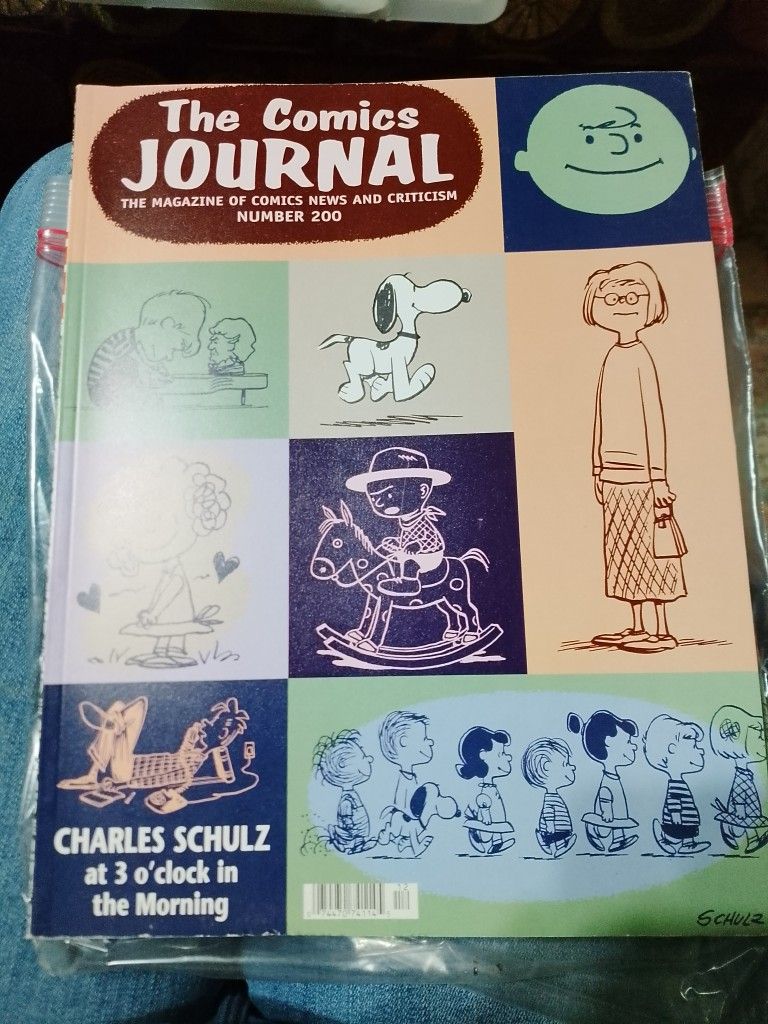 The Comics
JOURNAL
THE MAGAZINE OF COMICS NEWS AND CRITICISM
NUMBER 200
CHARLES SCHULZ
at 3 o'clock in
the Morning
SCHULZ